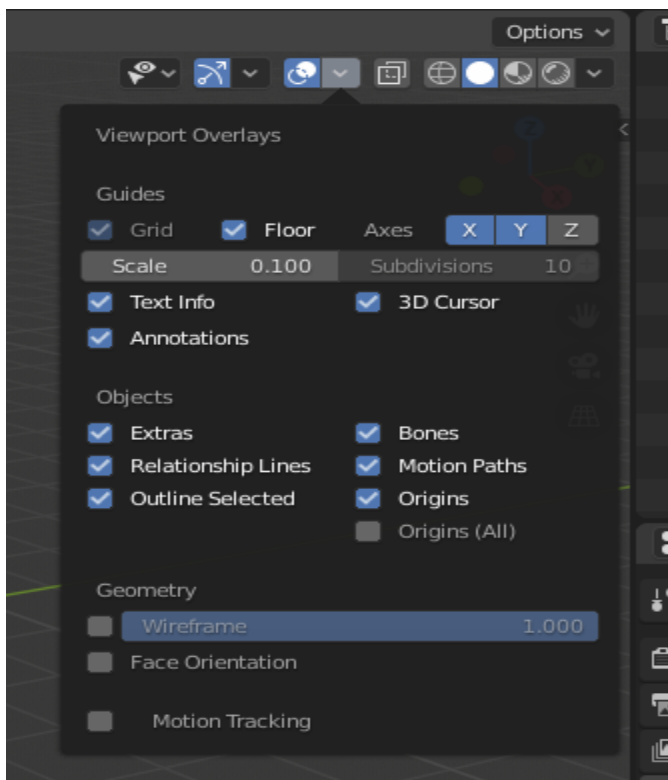 Options
Viewport Overlays
Guides
Grid Floor Axes X Y Z
Scale 0.100 Subdivisions 10
Text Info 3D Cursor
Annotations
Objects
Extras Bones
Relationship Lines Motion Paths
Outline Selected Origins
Origins (All)
Geometry
Wireframe 1.000
Face Orientation
Motion Tracking